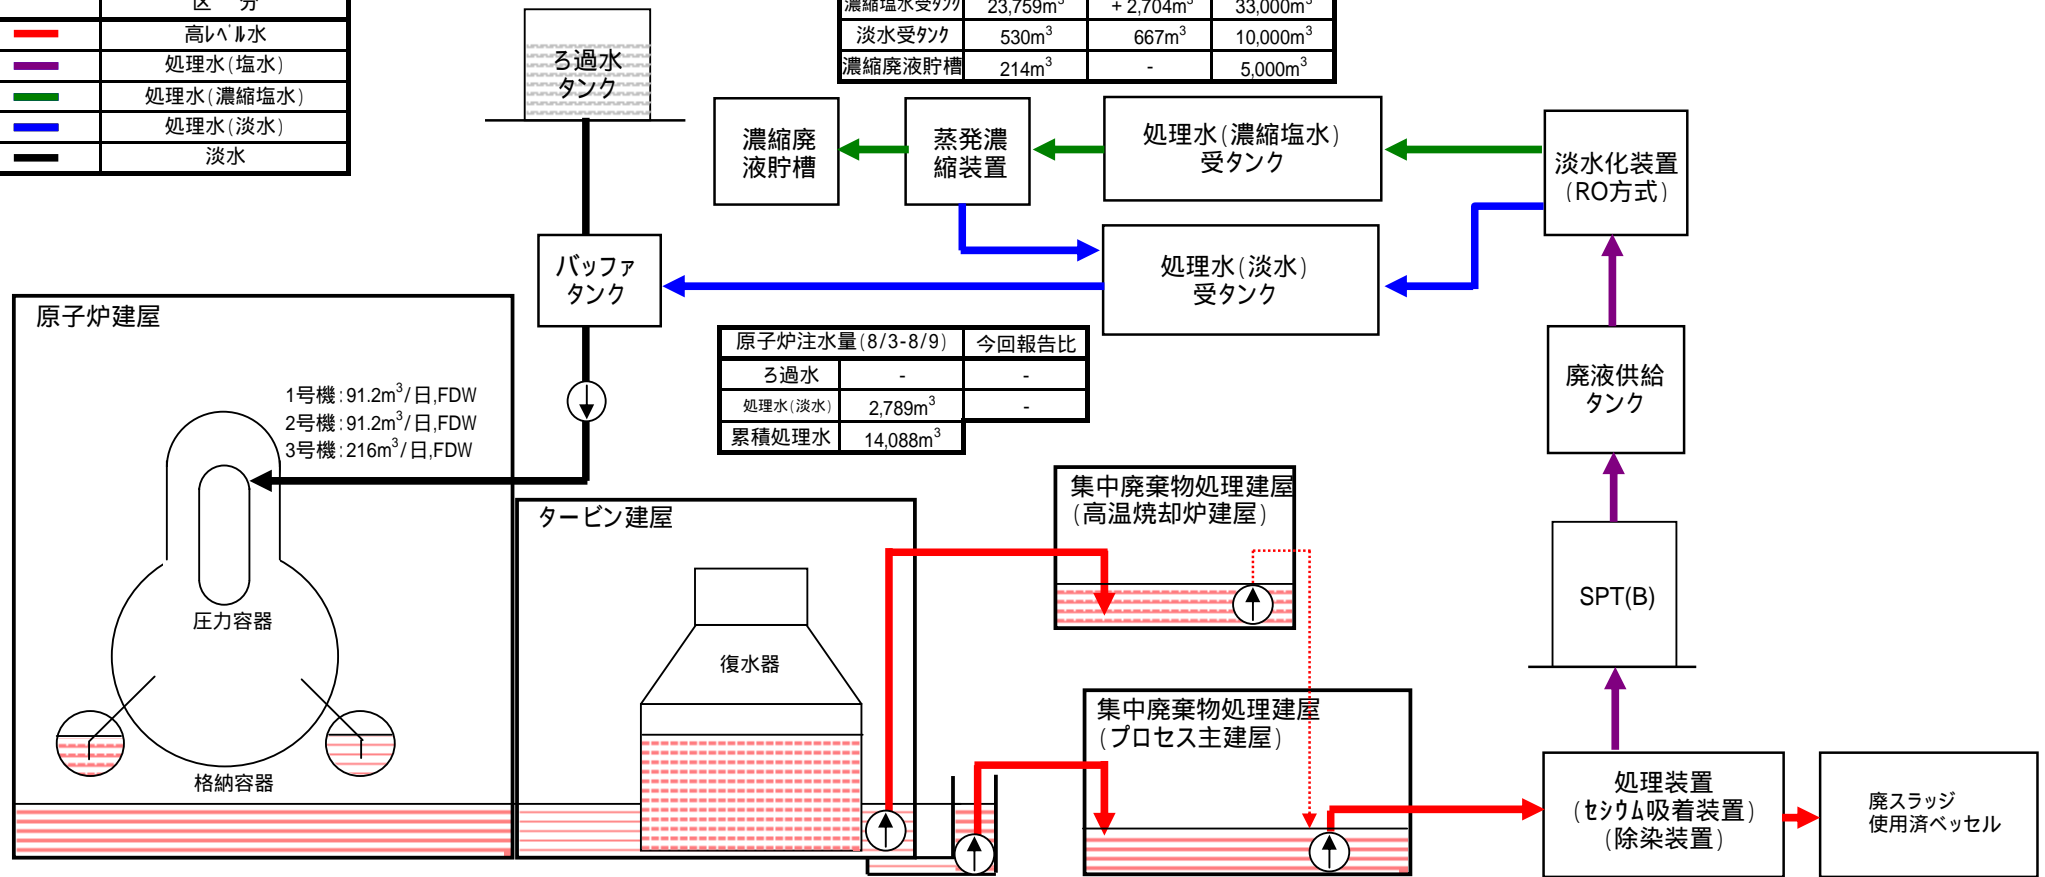 区 分
高レベル水
処理水(塩水)
処理水(濃縮塩水)
処理水(淡水)
淡水
ろ過水
タンク
濃縮塩水受タンク 23,759m³ + 2,704m³ 33,000m³
淡水受タンク 530m³ 667m³ 10,000m³
濃縮廃液貯槽 214m³ - 5,000m³
濃縮廃
液貯槽
蒸発濃
縮装置
処理水(濃縮塩水)
受タンク
淡水化装置
(RO方式)
バッファ
タンク
処理水(淡水)
受タンク
原子炉建屋
原子炉注水量(8/3-8/9) 今回報告比
ろ過水 - -
処理水(淡水) 2,789m³ -
累積処理水 14,088m³
廃液供給
タンク
1号機:91.2m³/日,FDW
2号機:91.2m³/日,FDW
3号機:216m³/日,FDW
タービン建屋
集中廃棄物処理建屋
(高温焼却炉建屋)
SPT(B)
圧力容器
復水器
格納容器
集中廃棄物処理建屋
(プロセス主建屋)
処理装置
(セシウム吸着装置)
(除染装置)
廃スラッジ
使用済ベッセル